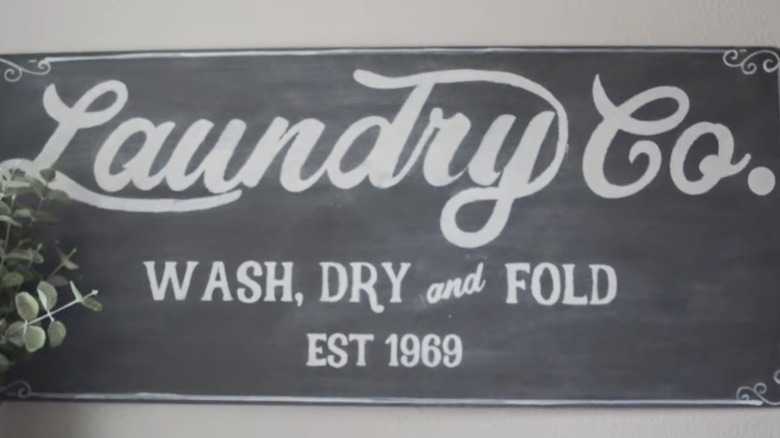 Laundry Co.
WASH, DRY and FOLD
EST 1969